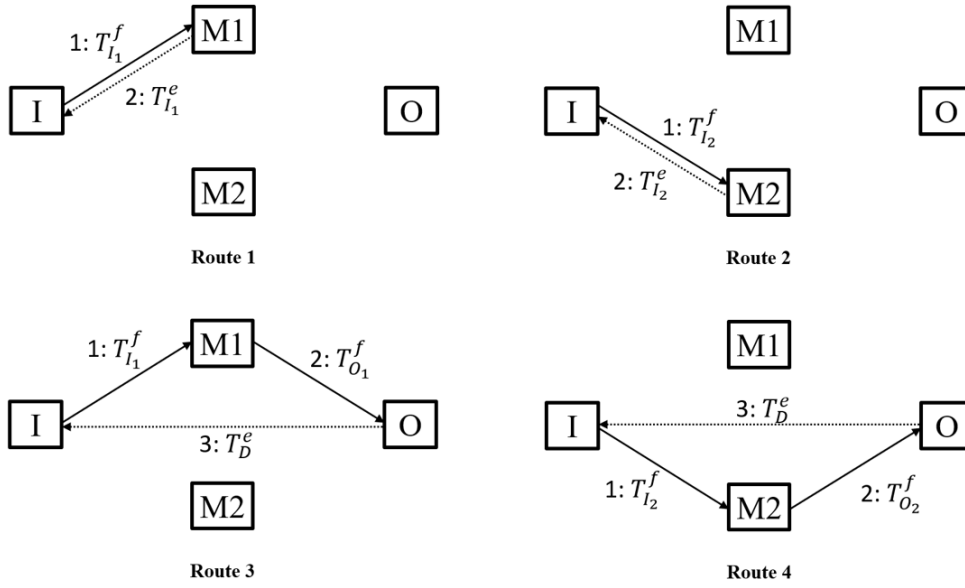 M1
1: T_{I_1}^f
2: T_{I_1}^e
I
O
M2
Route 1
M1
I
O
1: T_{I_2}^f
2: T_{I_2}^e
M2
Route 2
M1
1: T_{I_1}^f
2: T_{O_1}^f
I
O
3: T_D^e
M2
Route 3
M1
3: T_D^e
I
O
1: T_{I_2}^f
2: T_{O_2}^f
M2
Route 4